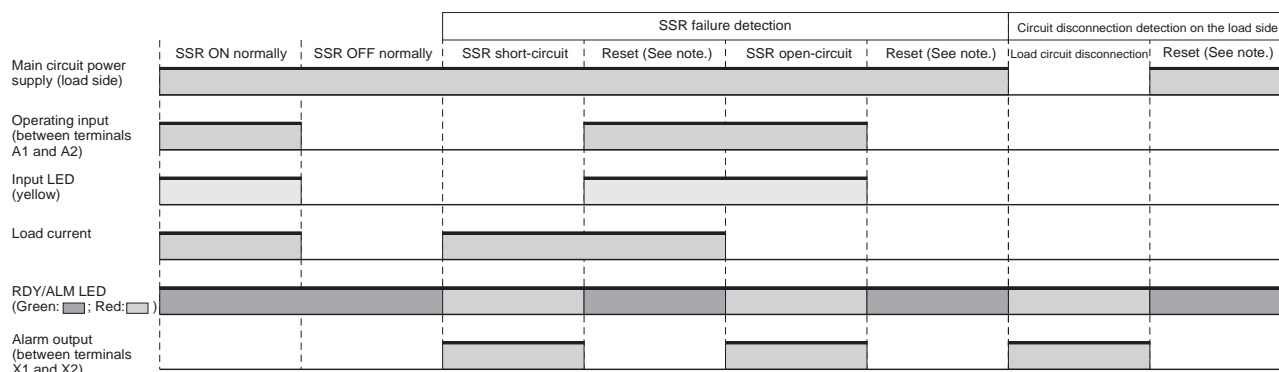 SSR failure detection
Circuit disconnection detection on the load side
SSR ON normally
SSR OFF normally
SSR short-circuit
Reset (See note.)
SSR open-circuit
Reset (See note.)
Load circuit disconnection
Reset (See note.)
Main circuit power
supply (load side)
Operating input
(between terminals
A1 and A2)
Input LED
(yellow)
Load current
RDY/ALM LED
(Green: ; Red: )
Alarm output
(between terminals
X1 and X2)